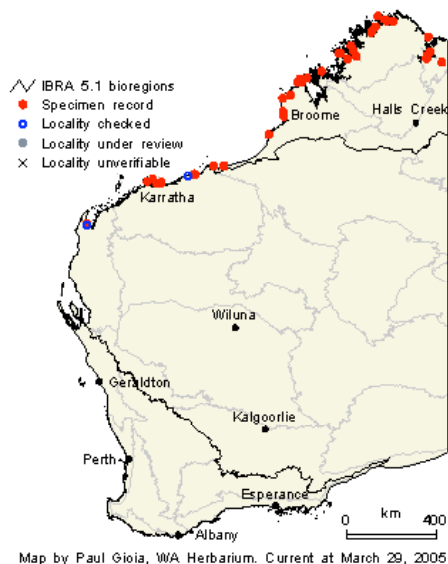 IBRA 5.1 bioregions
Specimen record
Locality checked
Locality under review
Locality unverifiable
Broome
Halls Creek
Karratha
Wiluna
Geraldton
Kalgoorlie
Perth
Esperance
Albany
km
0 400
Map by Paul Gioia, WA Herbarium. Current at March 29, 2005